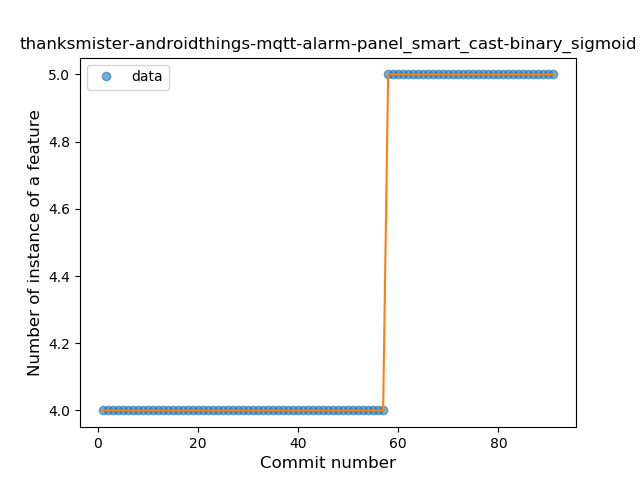 thanksmister-androidthings-mqtt-alarm-panel_smart_cast-binary_sigmoid
data
5.0
4.8
4.6
4.4
4.2
4.0
Number of instance of a feature
0 20 40 60 80
Commit number